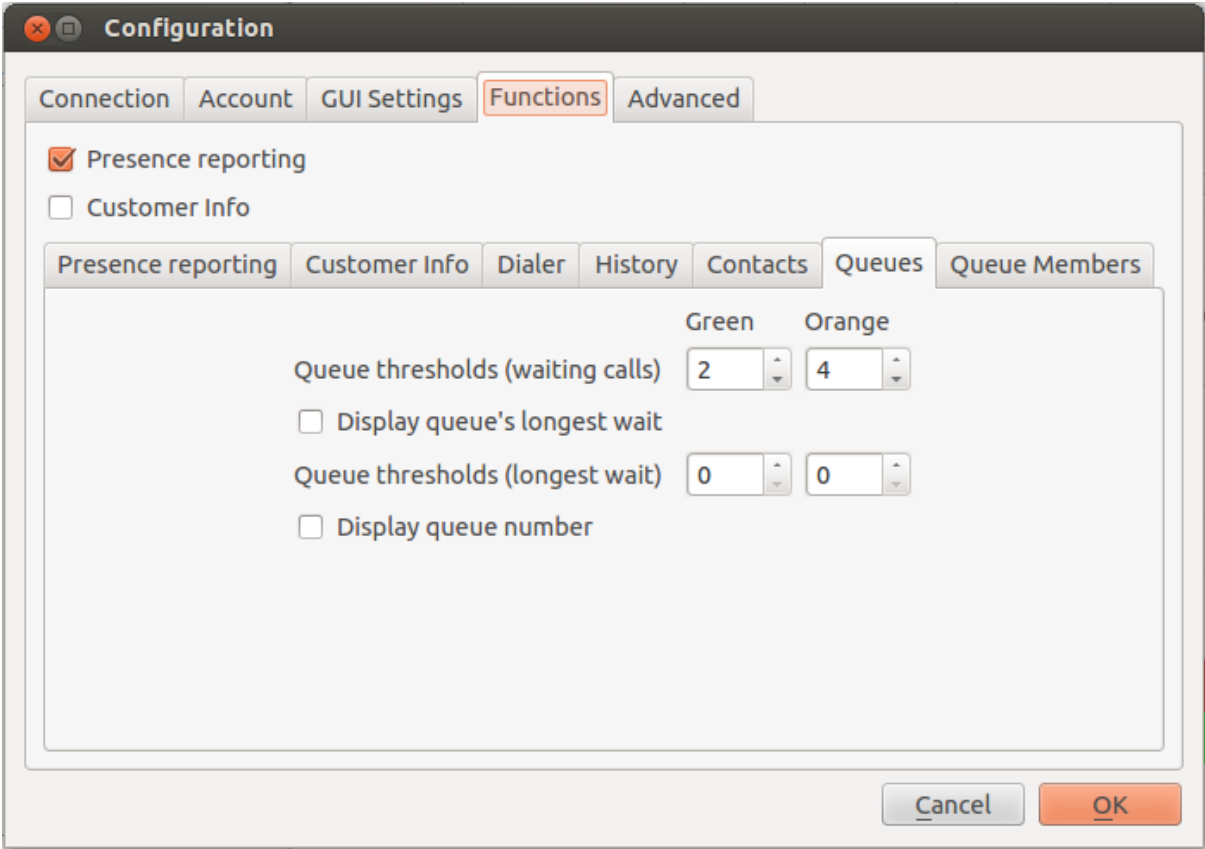 Configuration
Connection Account GUI Settings Functions Advanced
Presence reporting
Customer Info
Presence reporting Customer Info Dialer History Contacts Queues Queue Members
Green Orange
Queue thresholds (waiting calls) 2 4
Display queue's longest wait
Queue thresholds (longest wait) 0 0
Display queue number
Cancel OK